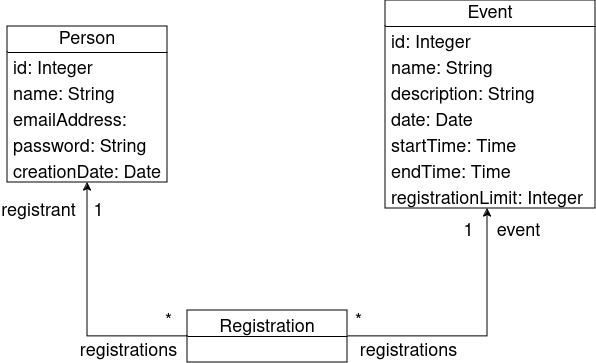 Person
id: Integer
name: String
emailAddress:
password: String
creationDate: Date
Event
id: Integer
name: String
description: String
date: Date
startTime: Time
endTime: Time
registrationLimit: Integer
registrant 1
1 event
* Registration *
registrations registrations